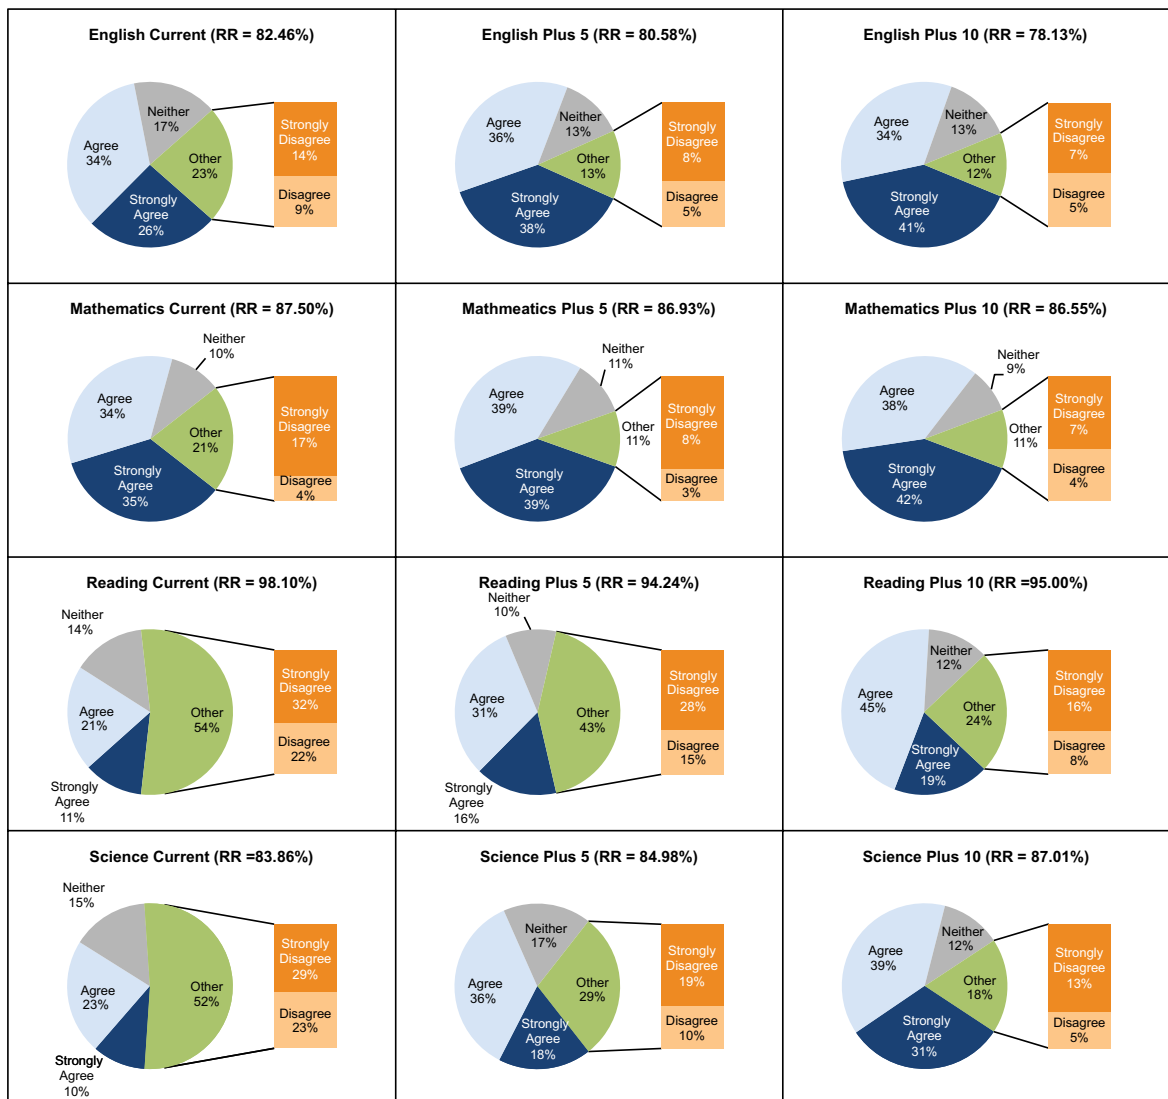 English Current (RR = 82.46%)
Neither
17%
Agree
34%
Other
23%
Strongly
Agree
26%
Strongly
Disagree
14%
Disagree
9%
English Plus 5 (RR = 80.58%)
Agree
36%
Neither
13%
Other
13%
Strongly
Agree
38%
Strongly
Disagree
8%
Disagree
5%
English Plus 10 (RR = 78.13%)
Agree
34%
Neither
13%
Other
12%
Strongly
Agree
41%
Strongly
Disagree
7%
Disagree
5%
Mathematics Current (RR = 87.50%)
Neither
10%
Agree
34%
Other
21%
Strongly
Agree
35%
Strongly
Disagree
17%
Disagree
4%
Mathmeatics Plus 5 (RR = 86.93%)
Neither
11%
Agree
39%
Other
11%
Strongly
Agree
39%
Strongly
Disagree
8%
Disagree
3%
Mathematics Plus 10 (RR = 86.55%)
Neither
9%
Agree
38%
Other
11%
Strongly
Agree
42%
Strongly
Disagree
7%
Disagree
4%
Reading Current (RR = 98.10%)
Neither
14%
Agree
21%
Other
54%
Strongly
Agree
11%
Strongly
Disagree
32%
Disagree
22%
Reading Plus 5 (RR = 94.24%)
Neither
10%
Agree
31%
Other
43%
Strongly
Agree
16%
Strongly
Disagree
28%
Disagree
15%
Reading Plus 10 (RR =95.00%)
Neither
12%
Agree
45%
Other
24%
Strongly
Agree
19%
Strongly
Disagree
16%
Disagree
8%
Science Current (RR =83.86%)
Neither
15%
Agree
23%
Other
52%
Strongly
Agree
10%
Strongly
Disagree
29%
Disagree
23%
Science Plus 5 (RR = 84.98%)
Neither
17%
Agree
36%
Other
29%
Strongly
Agree
18%
Strongly
Disagree
19%
Disagree
10%
Science Plus 10 (RR = 87.01%)
Neither
12%
Agree
39%
Other
18%
Strongly
Agree
31%
Strongly
Disagree
13%
Disagree
5%